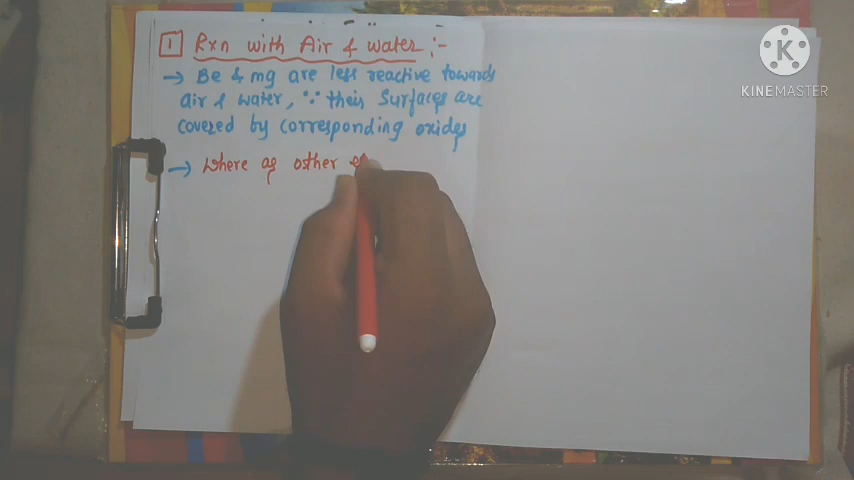 1 Rxn with Air & water :-
→ Be & mg are less reactive towards
air & water, ∵ their surfaces are
covered by corresponding oxides
→ Where as osther
K
KINEMASTER